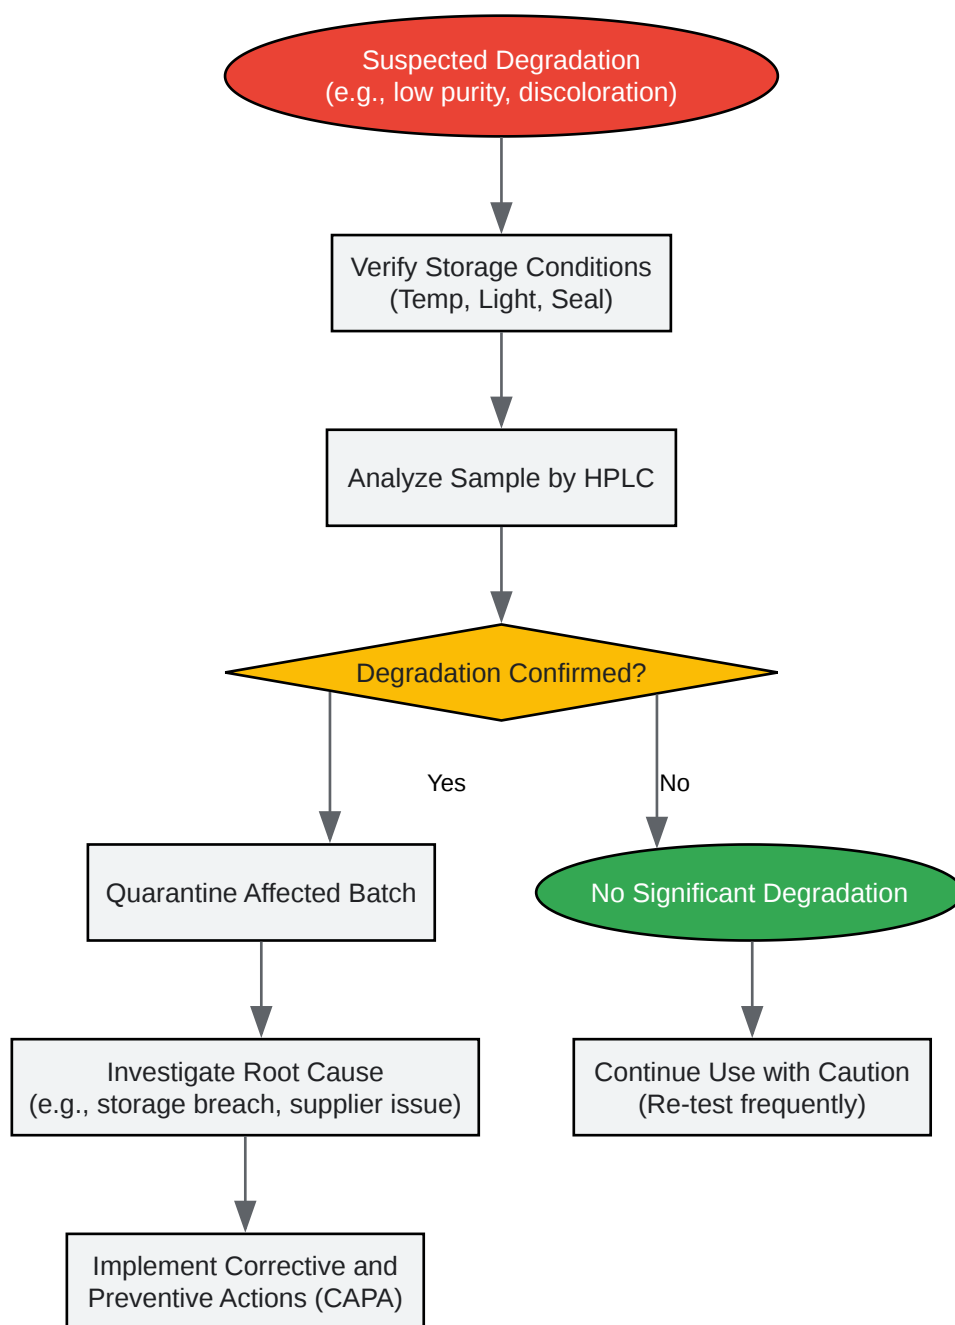 Suspected Degradation
(e.g., low purity, discoloration)
Verify Storage Conditions
(Temp, Light, Seal)
Analyze Sample by HPLC
Degradation Confirmed?
Yes
No
Quarantine Affected Batch
No Significant Degradation
Investigate Root Cause
(e.g., storage breach, supplier issue)
Continue Use with Caution
(Re-test frequently)
Implement Corrective and
Preventive Actions (CAPA)